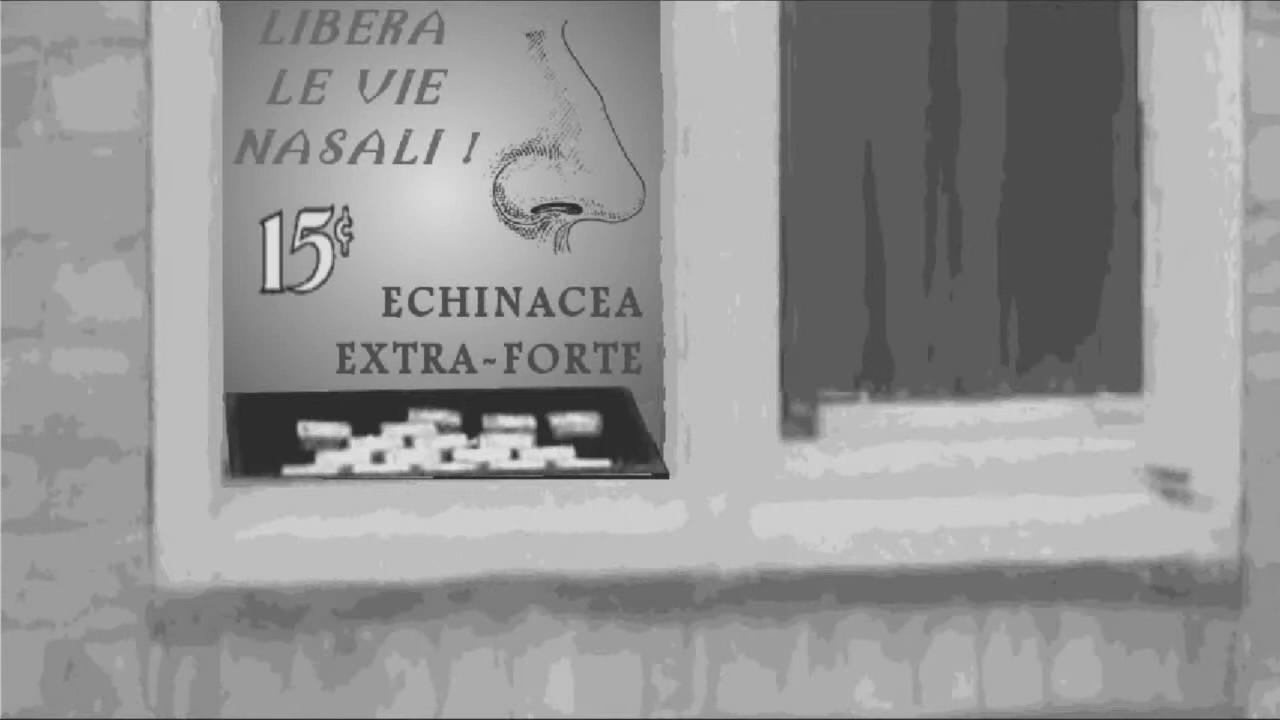 LIBERA
LE VIE
NASALI !
15¢
ECHINACEA
EXTRA-FORTE